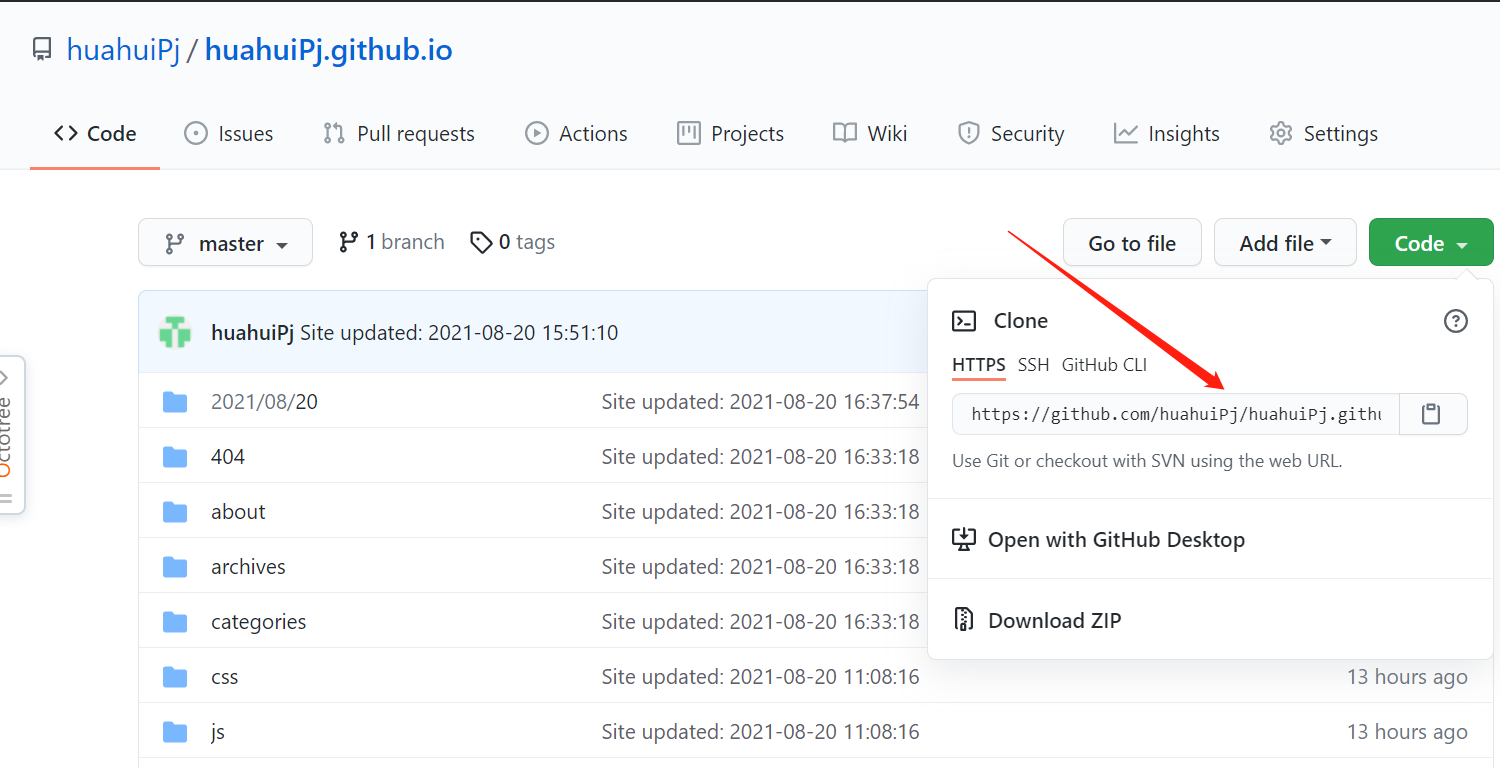 huahuiPj / huahuiPj.github.io
Code Issues Pull requests Actions Projects Wiki Security Insights Settings
master 1 branch 0 tags Go to file Add file Code
huahuiPj Site updated: 2021-08-20 15:51:10
Clone
HTTPS SSH GitHub CLI
https://github.com/huahuiPj/huahuiPj.githu
Use Git or checkout with SVN using the web URL.
Open with GitHub Desktop
Download ZIP
2021/08/20 Site updated: 2021-08-20 16:37:54
404 Site updated: 2021-08-20 16:33:18
about Site updated: 2021-08-20 16:33:18
archives Site updated: 2021-08-20 16:33:18
categories Site updated: 2021-08-20 16:33:18
css Site updated: 2021-08-20 11:08:16 13 hours ago
js Site updated: 2021-08-20 11:08:16 13 hours ago
Octotree